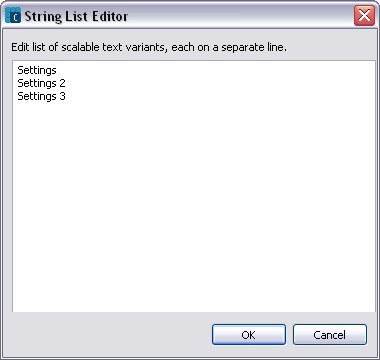 String List Editor
Edit list of scalable text variants, each on a separate line.
Settings
Settings 2
Settings 3
OK
Cancel